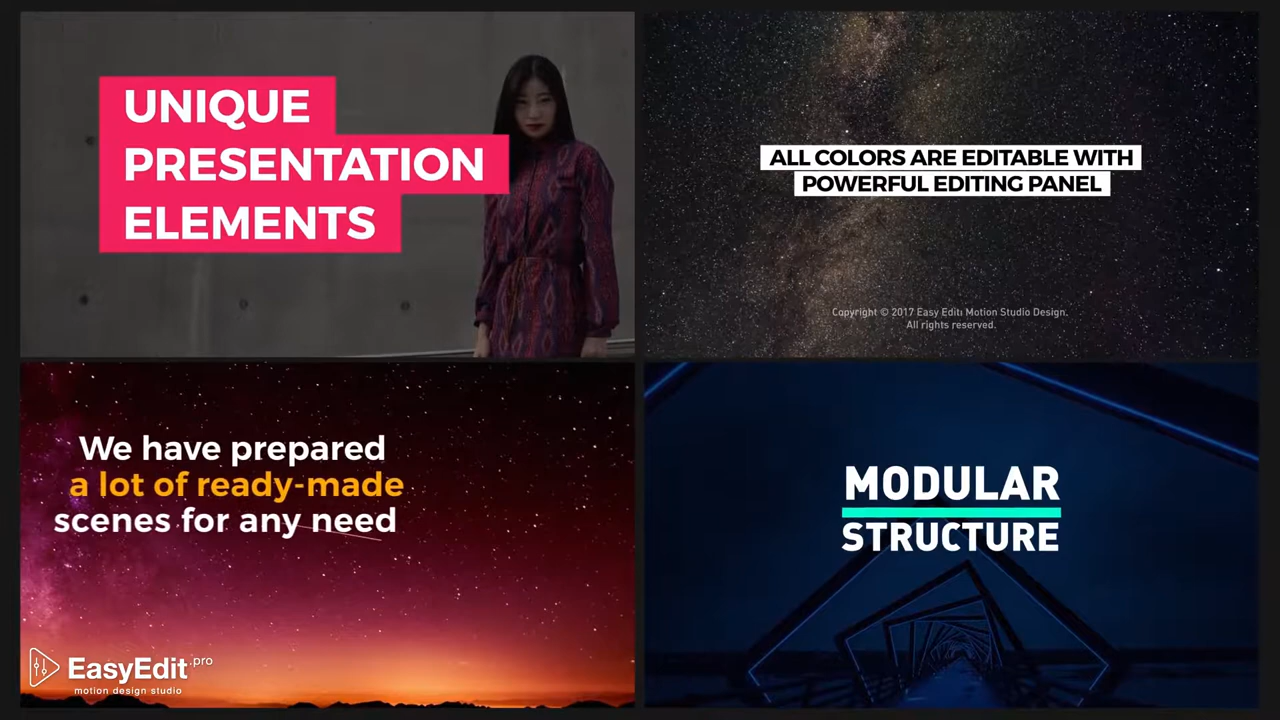 UNIQUE
PRESENTATION
ELEMENTS
ALL COLORS ARE EDITABLE WITH
POWERFUL EDITING PANEL
Copyright © 2017 Easy Editi Motion Studio Design.
All rights reserved.
We have prepared
a lot of ready-made
scenes for any need
MODULAR
STRUCTURE
EasyEdit.pro
motion design studio